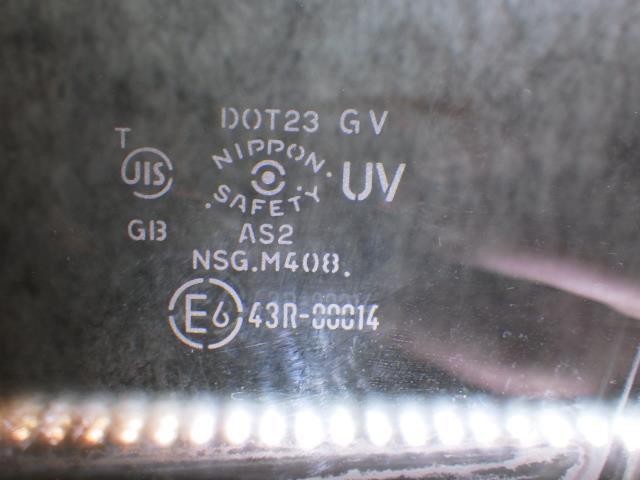 DOT23 GV
T
JIS
NIPPON.
.SAFETY
UV
GB
AS2
NSG.M408.
E6 43R-00014